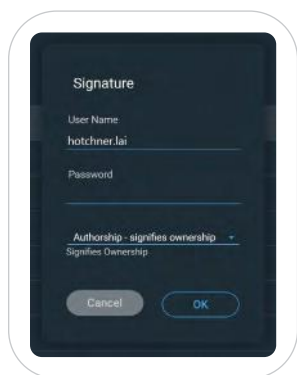 Signature
User Name
hotchner.lai
Password
Authorship - signifies ownership
Signifies Ownership
Cancel
OK